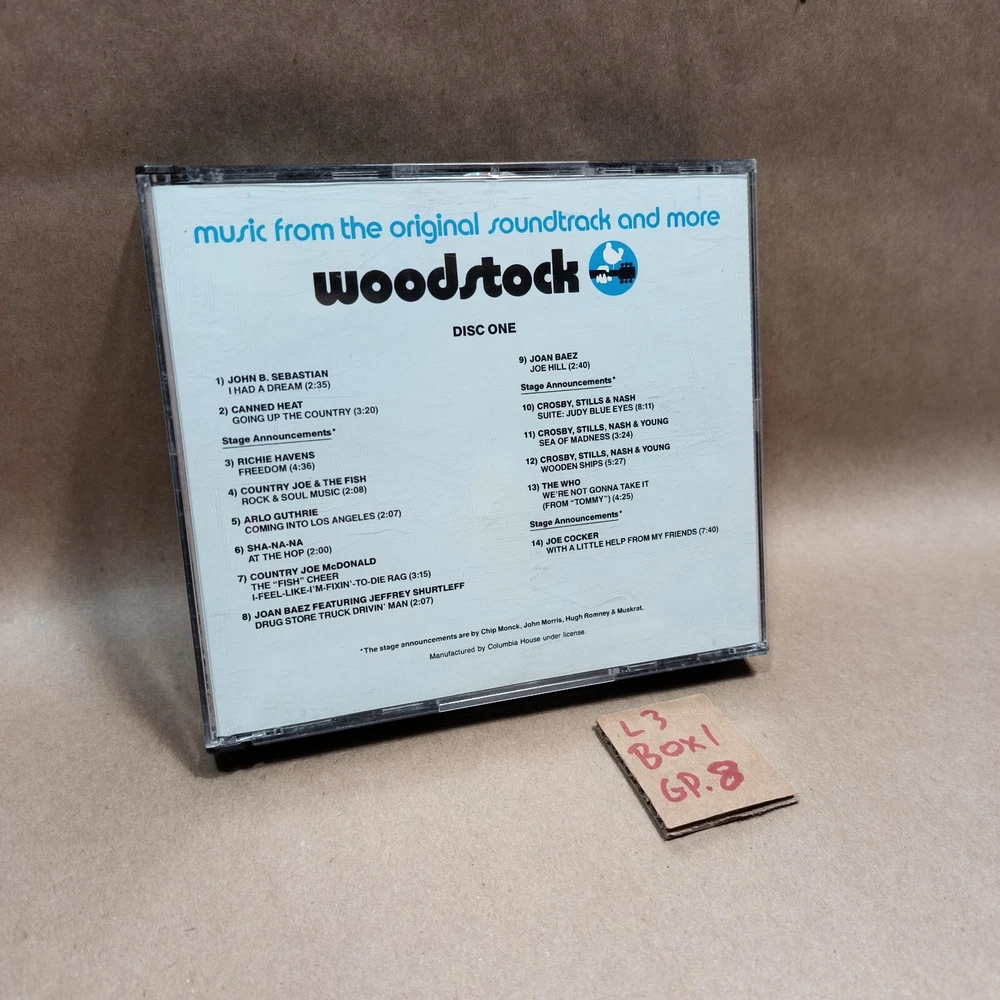 music from the original soundtrack and more
woodstock
DISC ONE
1) JOHN B. SEBASTIAN
I HAD A DREAM (2:35)
2) CANNED HEAT
GOING UP THE COUNTRY (3:20)
Stage Announcements*
3) RICHIE HAVENS
FREEDOM (4:36)
4) COUNTRY JOE & THE FISH
ROCK & SOUL MUSIC (2:08)
5) ARLO GUTHRIE
COMING INTO LOS ANGELES (2:07)
6) SHA-NA-NA
AT THE HOP (2:00)
7) COUNTRY JOE McDONALD
THE "FISH" CHEER
I-FEEL-LIKE-I'M-FIXIN'-TO-DIE RAG (3:15)
8) JOAN BAEZ FEATURING JEFFREY SHURTLEFF
DRUG STORE TRUCK DRIVIN' MAN (2:07)
9) JOAN BAEZ
JOE HILL (2:40)
Stage Announcements*
10) CROSBY, STILLS & NASH
SUITE: JUDY BLUE EYES (8:11)
11) CROSBY, STILLS, NASH & YOUNG
SEA OF MADNESS (3:24)
12) CROSBY, STILLS, NASH & YOUNG
WOODEN SHIPS (5:27)
13) THE WHO
WE'RE NOT GONNA TAKE IT
(FROM "TOMMY") (4:25)
Stage Announcements*
14) JOE COCKER
WITH A LITTLE HELP FROM MY FRIENDS (7:40)
*The stage announcements are by Chip Monck, John Morris, Hugh Romney & Muskrat.
Manufactured by Columbia House under license.
L3
BOX1
GP.8